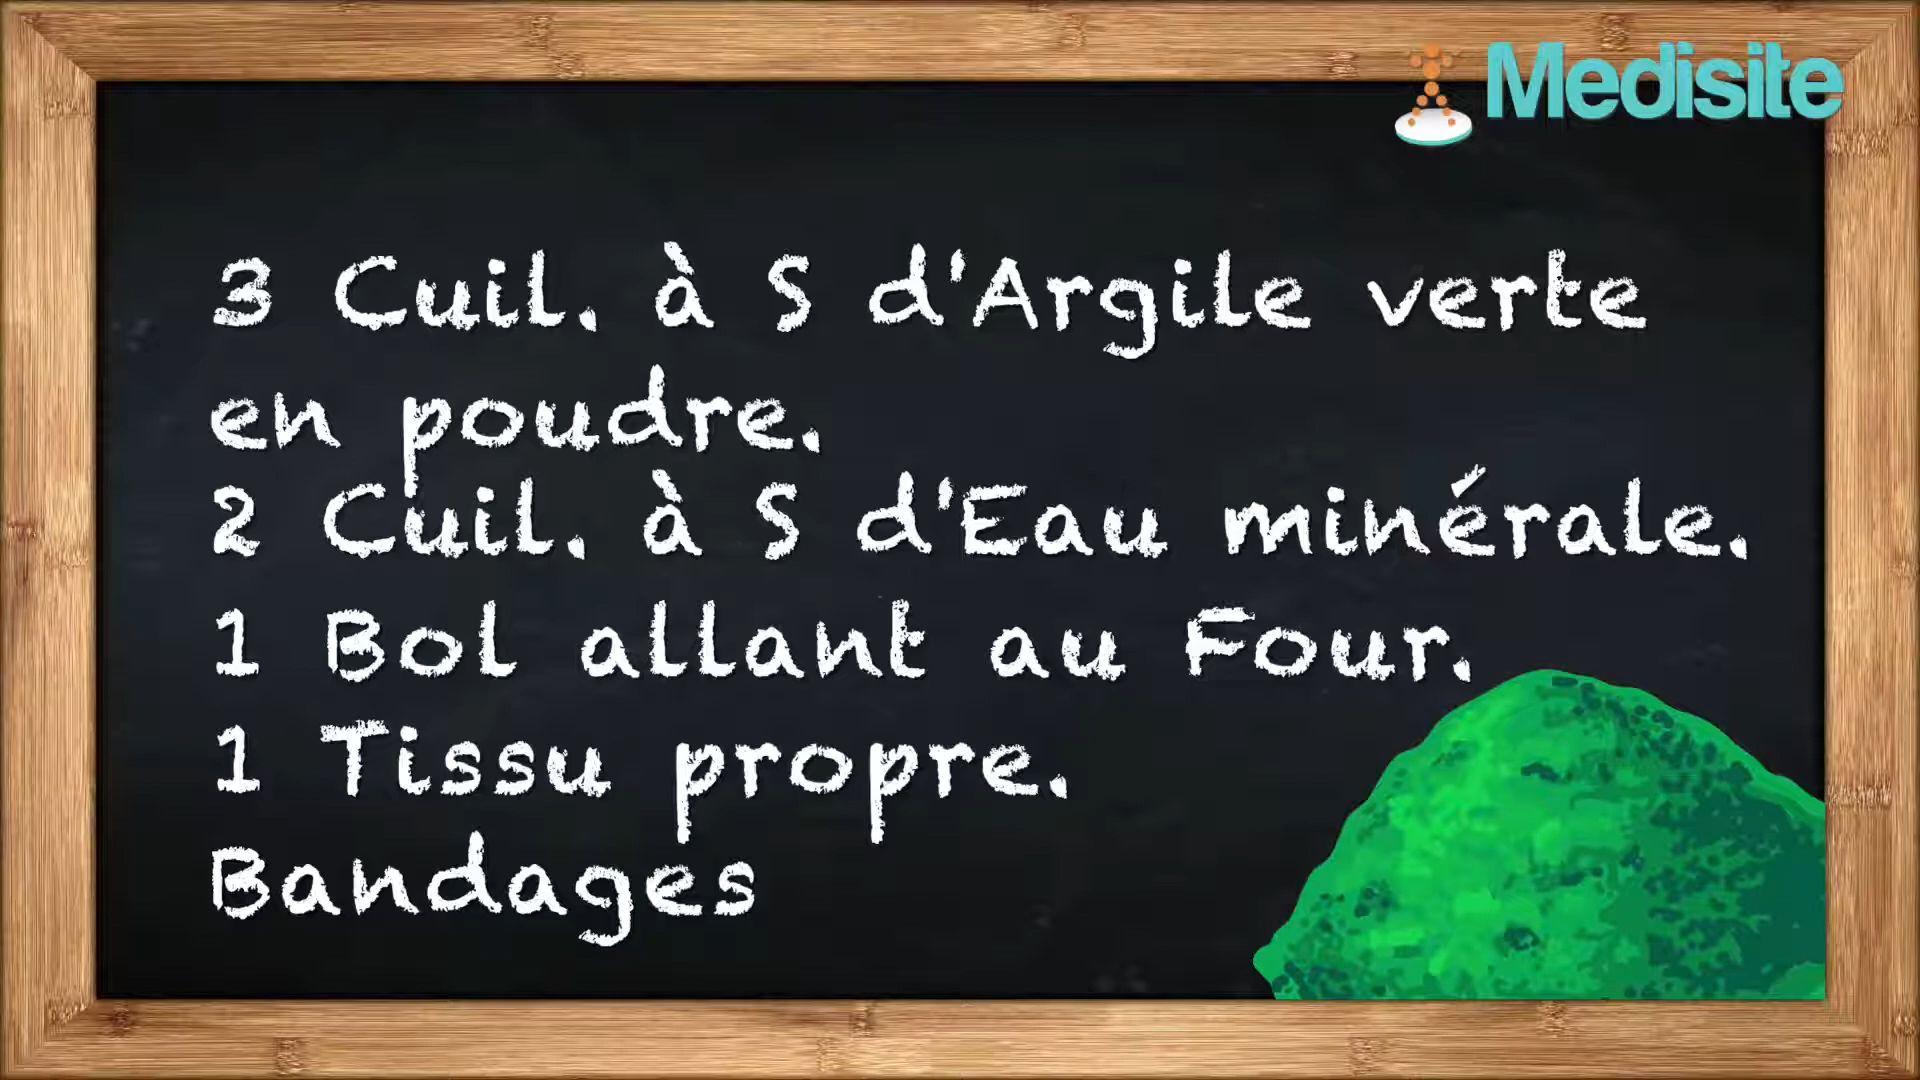 Medisite
3 Cuil. à S d'Argile verte
en poudre.
2 Cuil. à S d'Eau minérale.
1 Bol allant au Four.
1 Tissu propre.
Bandages